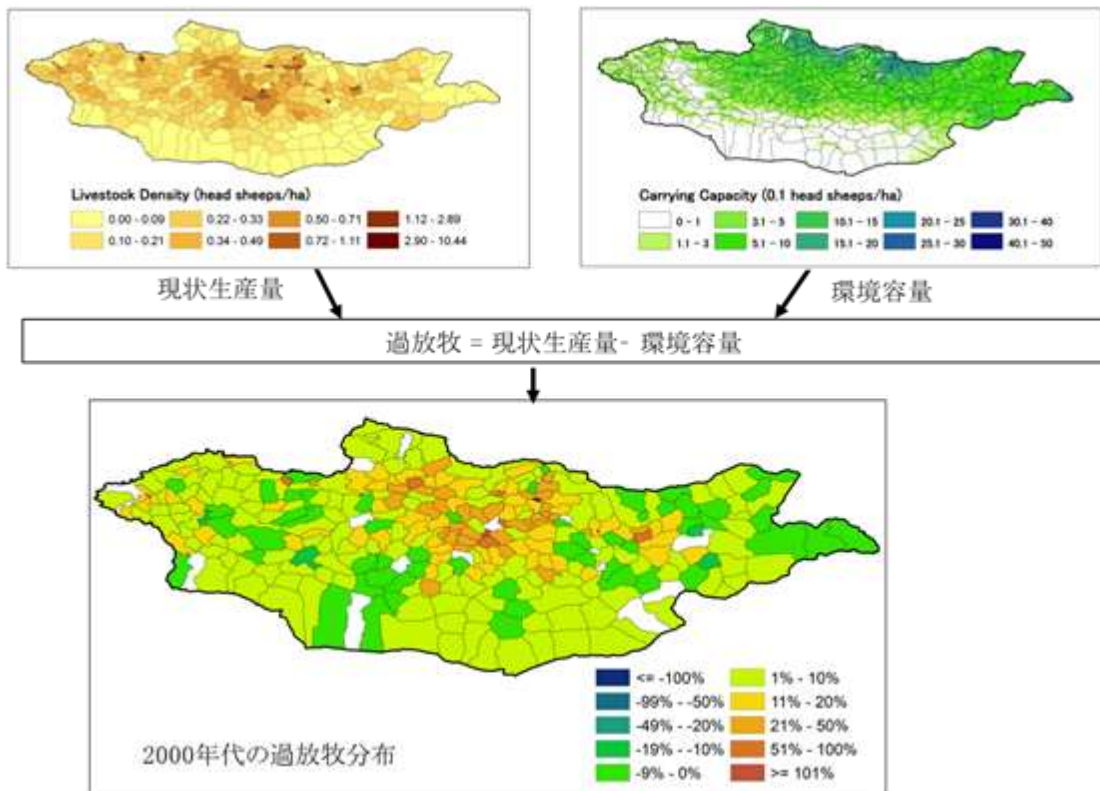 Livestock Density (head sheeps/ha)
0.00 - 0.09
0.22 - 0.33
0.50 - 0.71
1.12 - 2.89
0.10 - 0.21
0.34 - 0.49
0.72 - 1.11
2.90 - 10.44
Carrying Capacity (0.1 head sheeps/ha)
0 - 1
3.1 - 5
10.1 - 15
20.1 - 25
30.1 - 40
1.1 - 3
5.1 - 10
15.1 - 20
25.1 - 30
40.1 - 50
現状生産量
環境容量
過放牧 = 現状生産量- 環境容量
<= -100%
1% - 10%
-99% - -50%
11% - 20%
-49% - -20%
21% - 50%
-19% - -10%
51% - 100%
-9% - 0%
>= 101%
2000年代の過放牧分布